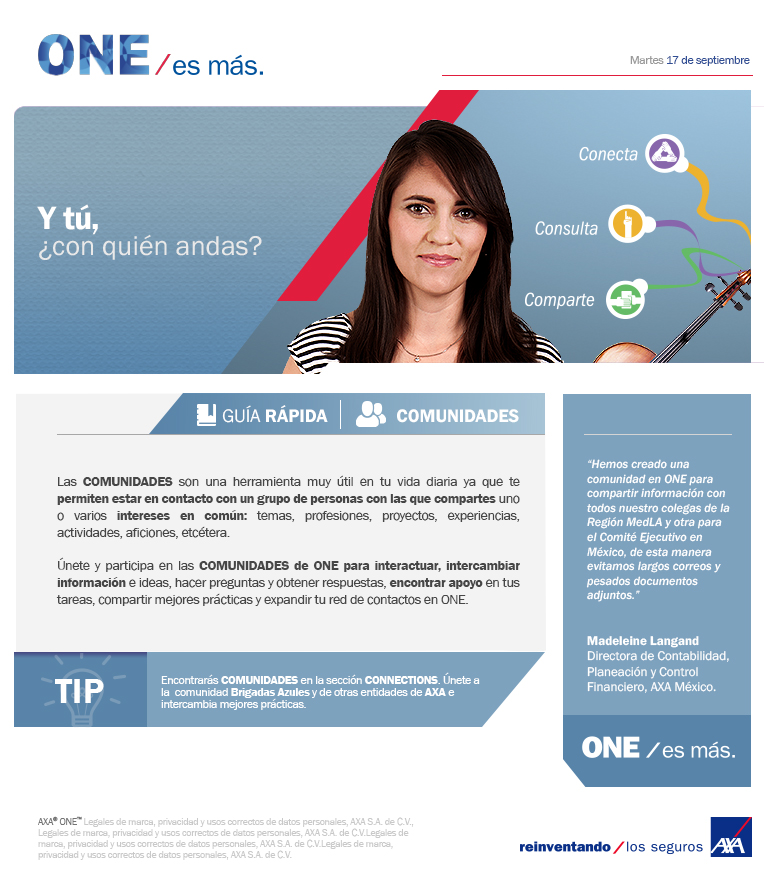 ONE / es más.
Martes 17 de septiembre
Y tú,
¿con quién andas?
Conecta
Consulta
Comparte
GUÍA RÁPIDA
COMUNIDADES
Las COMUNIDADES son una herramienta muy útil en tu vida diaria ya que te
permiten estar en contacto con un grupo de personas con las que compartes uno
o varios intereses en común: temas, profesiones, proyectos, experiencias,
actividades, aficiones, etcétera.
Únete y participa en las COMUNIDADES de ONE para interactuar, intercambiar
información e ideas, hacer preguntas y obtener respuestas, encontrar apoyo en tus
tareas, compartir mejores prácticas y expandir tu red de contactos en ONE.
TIP
Encontrarás COMUNIDADES en la sección CONNECTIONS. Únete a
la comunidad Brigadas Azules y de otras entidades de AXA e
intercambia mejores prácticas.
“Hemos creado una
comunidad en ONE para
compartir información con
todos nuestro colegas de la
Región MedLA y otra para
el Comité Ejecutivo en
México, de esta manera
evitamos largos correos y
pesados documentos
adjuntos.”
Madeleine Langand
Directora de Contabilidad,
Planeación y Control
Financiero, AXA México.
ONE / es más.
AXA® ONE™ Legales de marca, privacidad y usos correctos de datos personales, AXA S.A. de C.V.,
Legales de marca, privacidad y usos correctos de datos personales, AXA S.A. de C.V.Legales de
marca, privacidad y usos correctos de datos personales, AXA S.A. de C.V.Legales de marca,
privacidad y usos correctos de datos personales, AXA S.A. de C.V.
reinventando / los seguros
AXA